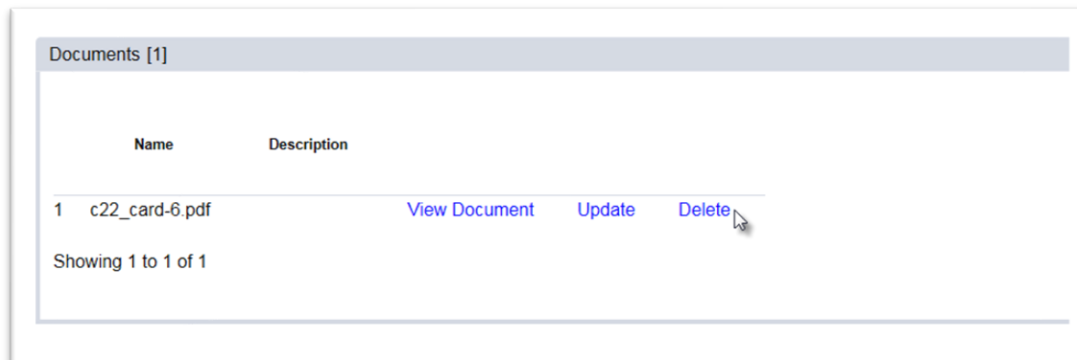 Documents [1]
Name Description
1 c22_card-6.pdf View Document Update Delete
Showing 1 to 1 of 1